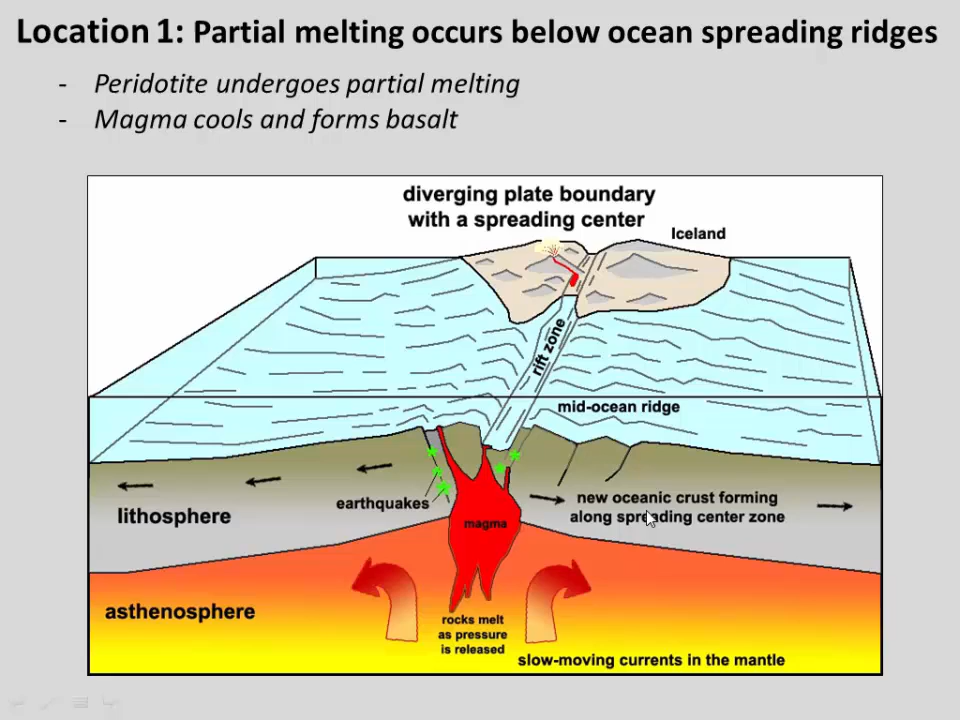 Location 1: Partial melting occurs below ocean spreading ridges
- Peridotite undergoes partial melting
- Magma cools and forms basalt
diverging plate boundary
with a spreading center
Iceland
rift zone
mid-ocean ridge
earthquakes
new oceanic crust forming
along spreading center zone
lithosphere
magma
asthenosphere
rocks melt
as pressure
is released
slow-moving currents in the mantle